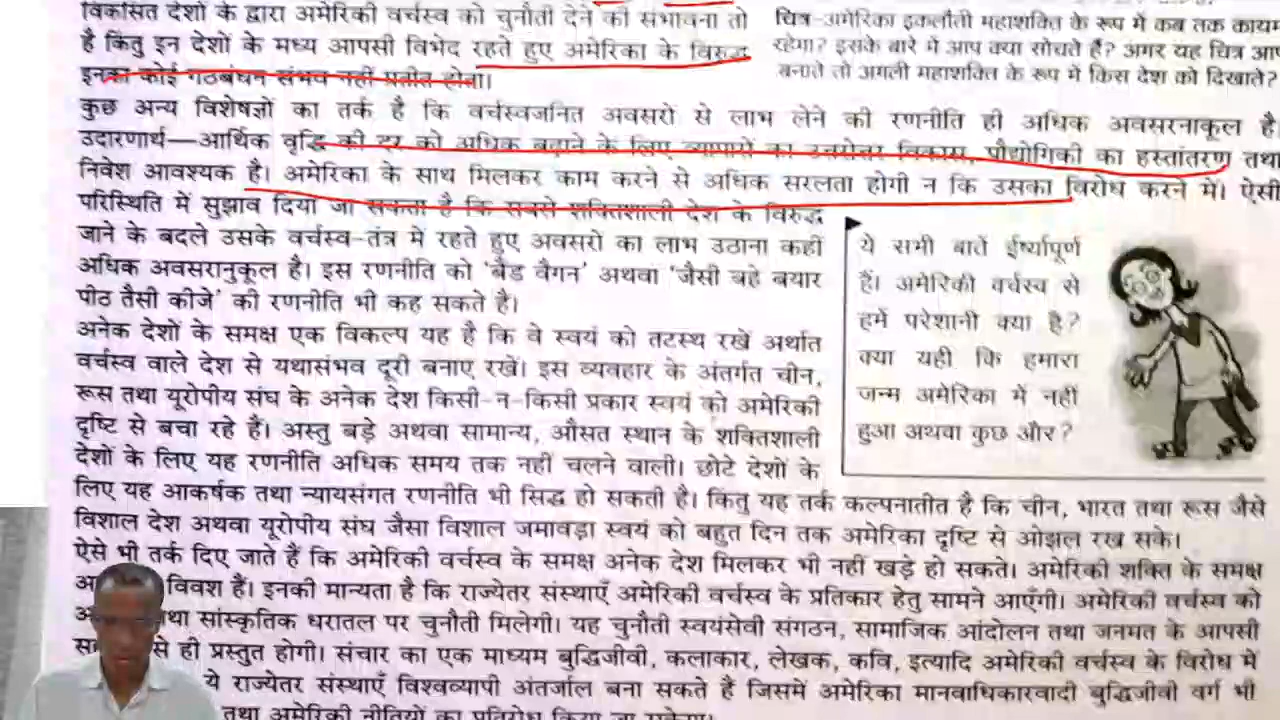 विकसित देशों के द्वारा अमेरिकी वर्चस्व को चुनौती देने की संभावना तो
है किंतु इन देशों के मध्य आपसी विभेद रहते हुए अमेरिका के विरुद्ध
इनका कोई गठबंधन संभव नहीं प्रतीत होता।
चित्र-अमेरिका इकलौती महाशक्ति के रूप में कब तक कायम
रहेगा? इसके बारे में आप क्या सोचते हैं? अगर यह चित्र आप
बनाते तो अगली महाशक्ति के रूप में किस देश को दिखाते?
कुछ अन्य विशेषज्ञों का तर्क है कि वर्चस्वजनित अवसरों से लाभ लेने की रणनीति ही अधिक अवसरनाकूल है
उदारणार्थ—आर्थिक वृद्धि की दर को अधिक बढ़ाने के लिए व्यापारों का उत्तरोत्तर विकास, प्रौद्योगिकी का हस्तांतरण तथा
निवेश आवश्यक है। अमेरिका के साथ मिलकर काम करने से अधिक सरलता होगी न कि उसका विरोध करने में। ऐसी
परिस्थिति में सुझाव दिया जा सकता है कि सबसे शक्तिशाली देश के विरुद्ध
जाने के बदले उसके वर्चस्व-तंत्र में रहते हुए अवसरों का लाभ उठाना कहीं
अधिक अवसरानुकूल है। इस रणनीति को 'बैंड वैगन' अथवा 'जैसी बहे बयार
पीठ तैसी कीजे' की रणनीति भी कह सकते है।
अनेक देशों के समक्ष एक विकल्प यह है कि वे स्वयं को तटस्थ रखें अर्थात
वर्चस्व वाले देश से यथासंभव दूरी बनाए रखें। इस व्यवहार के अंतर्गत चीन,
रूस तथा यूरोपीय संघ के अनेक देश किसी-न-किसी प्रकार स्वयं को अमेरिकी
दृष्टि से बचा रहे हैं। अस्तु बड़े अथवा सामान्य, औसत स्थान के शक्तिशाली
देशों के लिए यह रणनीति अधिक समय तक नहीं चलने वाली। छोटे देशों के
ये सभी बातें ईर्ष्यापूर्ण
हैं। अमेरिकी वर्चस्व से
हमें परेशानी क्या है?
क्या यही कि हमारा
जन्म अमेरिका में नहीं
हुआ अथवा कुछ और?
लिए यह आकर्षक तथा न्यायसंगत रणनीति भी सिद्ध हो सकती है। किंतु यह तर्क कल्पनातीत है कि चीन, भारत तथा रूस जैसे
विशाल देश अथवा यूरोपीय संघ जैसा विशाल जमावड़ा स्वयं को बहुत दिन तक अमेरिका दृष्टि से ओझल रख सके।
ऐसे भी तर्क दिए जाते हैं कि अमेरिकी वर्चस्व के समक्ष अनेक देश मिलकर भी नहीं खड़े हो सकते। अमेरिकी शक्ति के समक्ष
विवश हैं। इनकी मान्यता है कि राज्येतर संस्थाएँ अमेरिकी वर्चस्व के प्रतिकार हेतु सामने आएँगी। अमेरिकी वर्चस्व को
तथा सांस्कृतिक धरातल पर चुनौती मिलेगी। यह चुनौती स्वयंसेवी संगठन, सामाजिक आंदोलन तथा जनमत के आपसी
से ही प्रस्तुत होगी। संचार का एक माध्यम बुद्धिजीवी, कलाकार, लेखक, कवि, इत्यादि अमेरिकी वर्चस्व के विरोध में
ये राज्येतर संस्थाएँ विश्वव्यापी अंतर्जाल बना सकते हैं जिसमें अमेरिका मानवाधिकारवादी बुद्धिजीवी वर्ग भी
तथा अमेरिकी नीतियों का प्रतिरोध किया जा सकेगा।